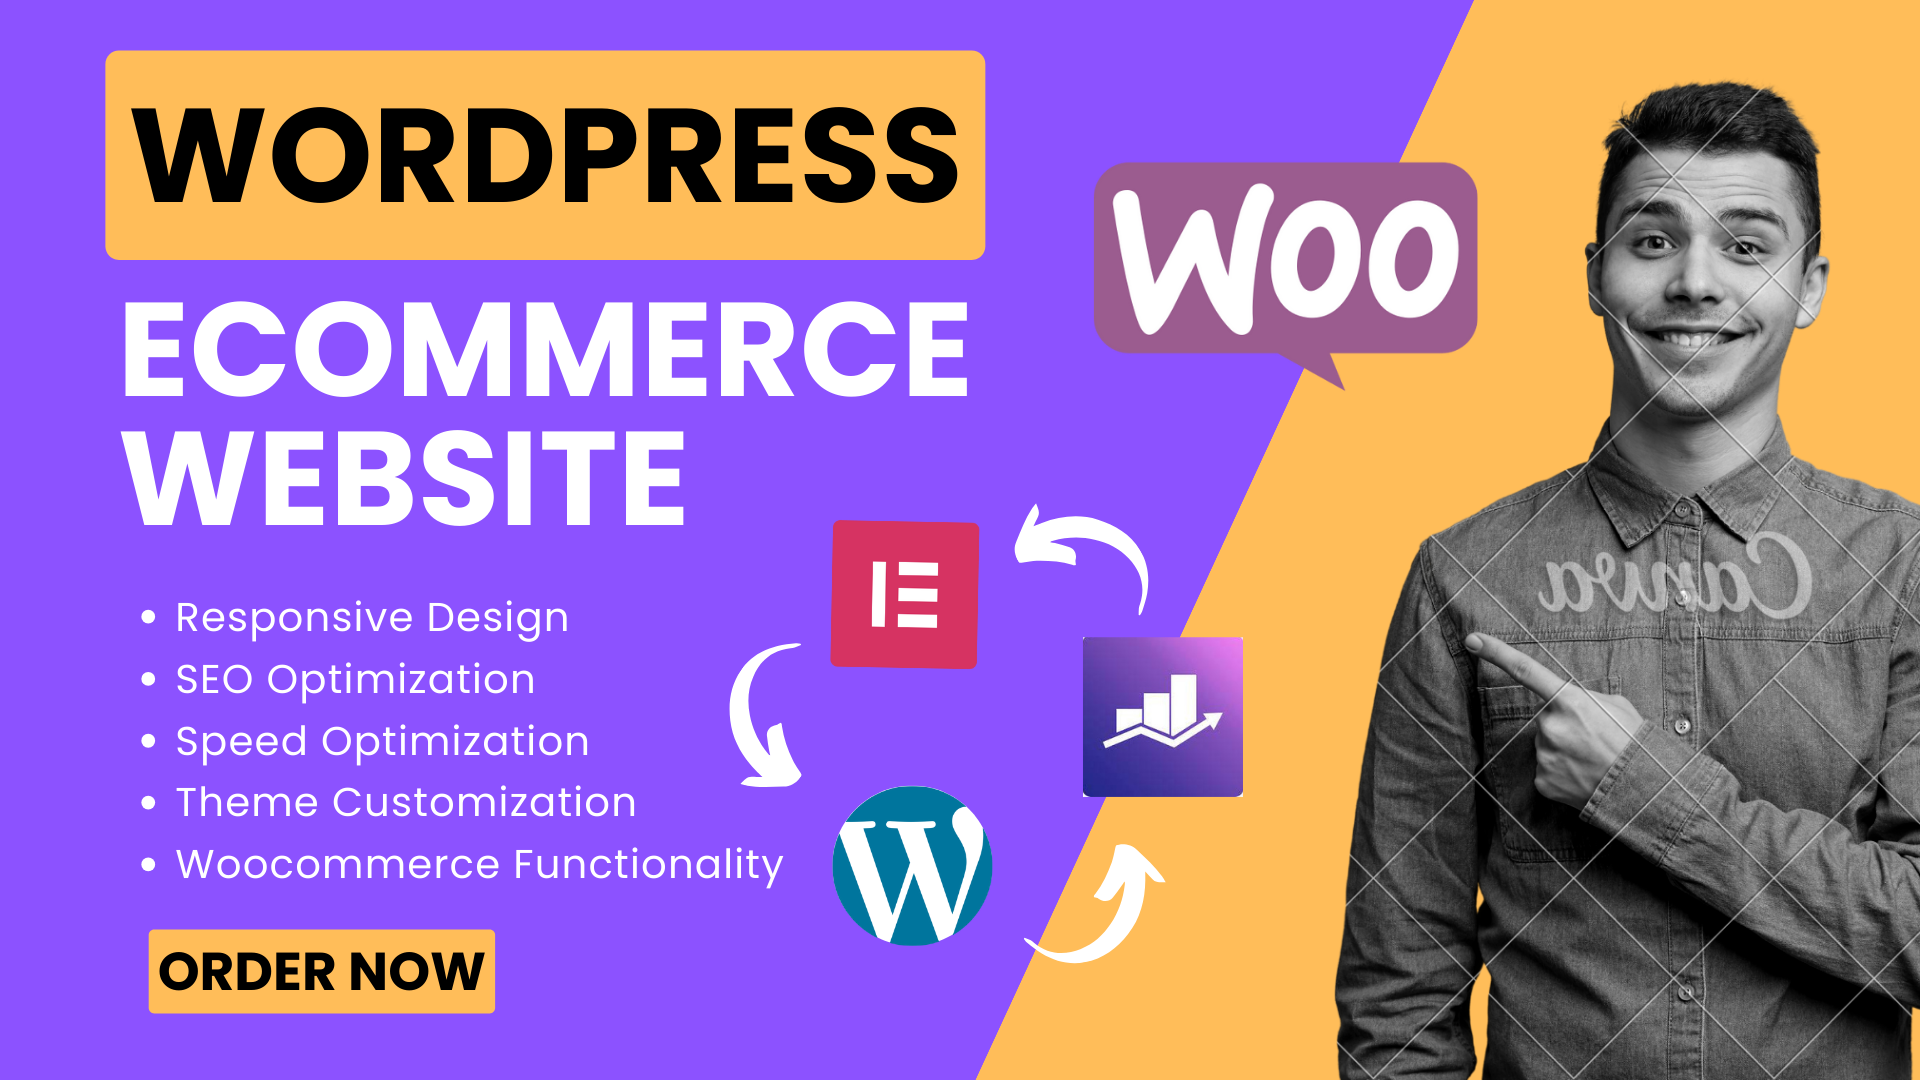 WORDPRESS
ECOMMERCE
WEBSITE
WOO
• Responsive Design
• SEO Optimization
• Speed Optimization
• Theme Customization
• Woocommerce Functionality
ORDER NOW
Canva